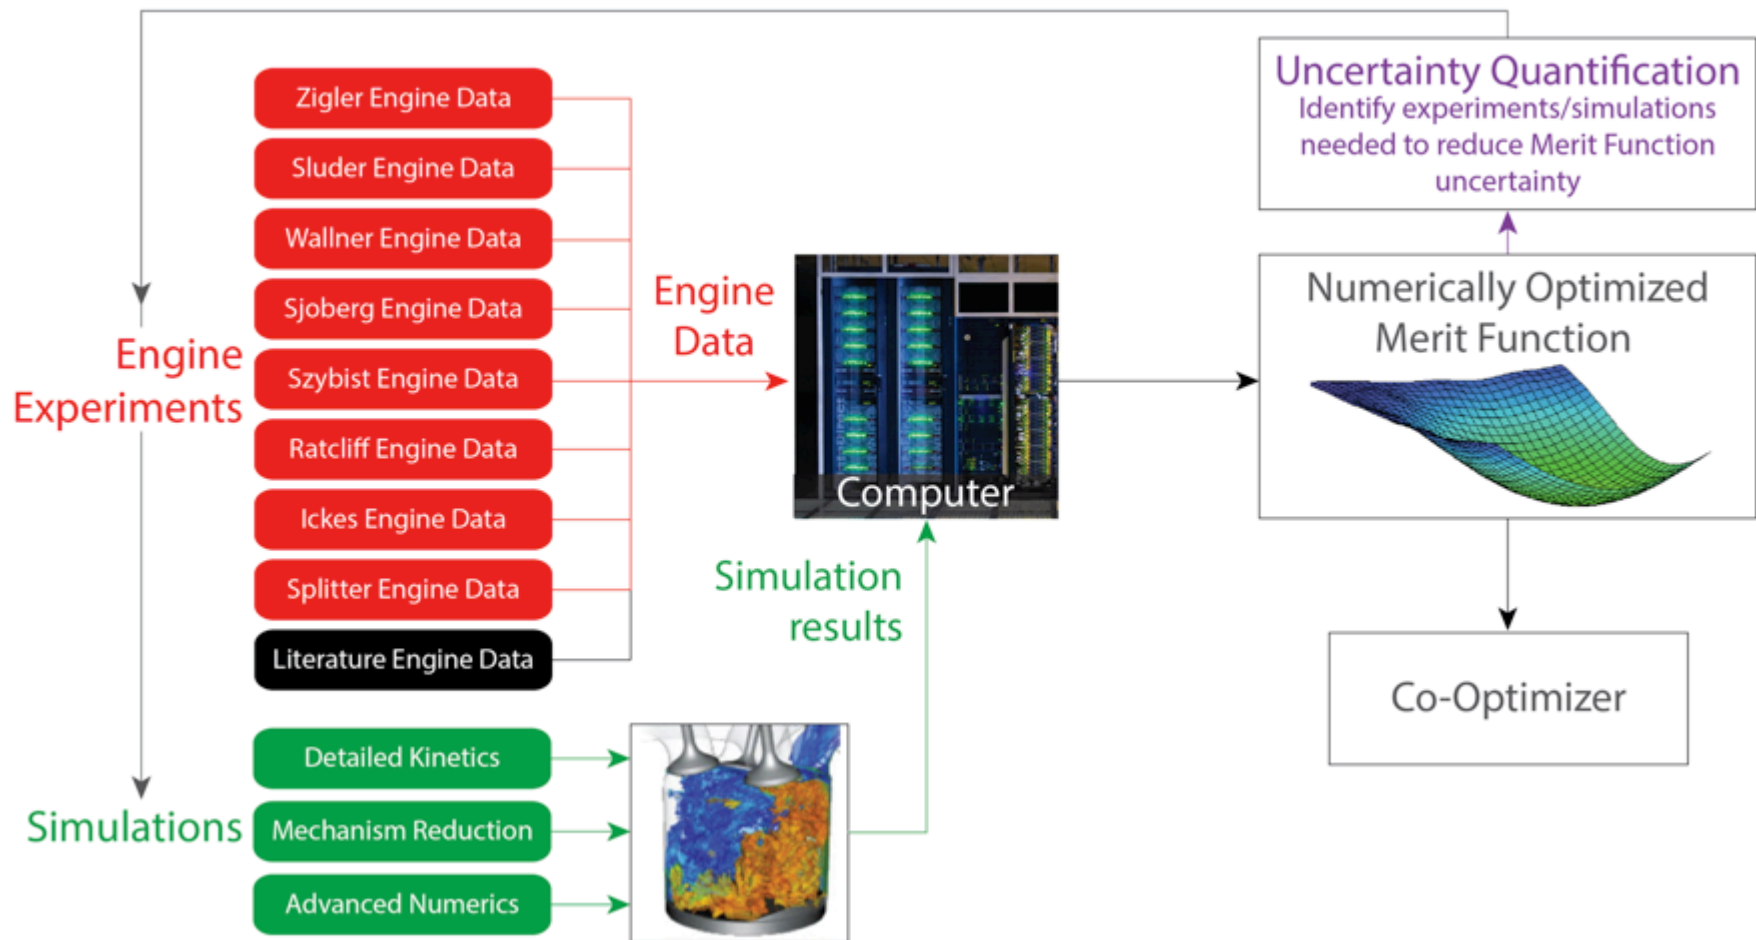 Zigler Engine Data
Sluder Engine Data
Wallner Engine Data
Sjoberg Engine Data
Szybist Engine Data
Ratcliff Engine Data
Ickes Engine Data
Splitter Engine Data
Literature Engine Data
Engine
Experiments
Detailed Kinetics
Mechanism Reduction
Advanced Numerics
Simulations
Engine
Data
Computer
Simulation
results
Uncertainty Quantification
Identify experiments/simulations
needed to reduce Merit Function
uncertainty
Numerically Optimized
Merit Function
Co-Optimizer